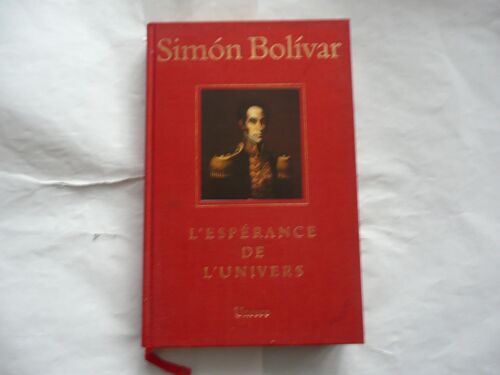 Simón Bolívar
L'ESPÉRANCE
DE
L'UNIVERS